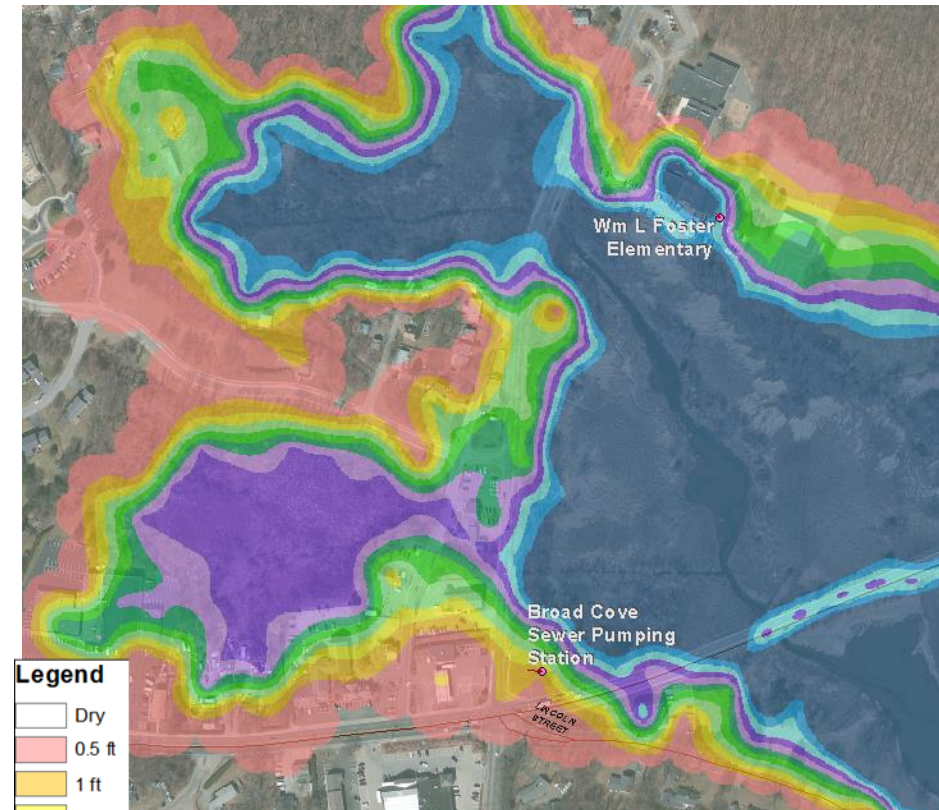 Wm L Foster
Elementary
Broad Cove
Sewer Pumping
Station
LINCOLN
STREET
Legend
Dry
0.5 ft
1 ft